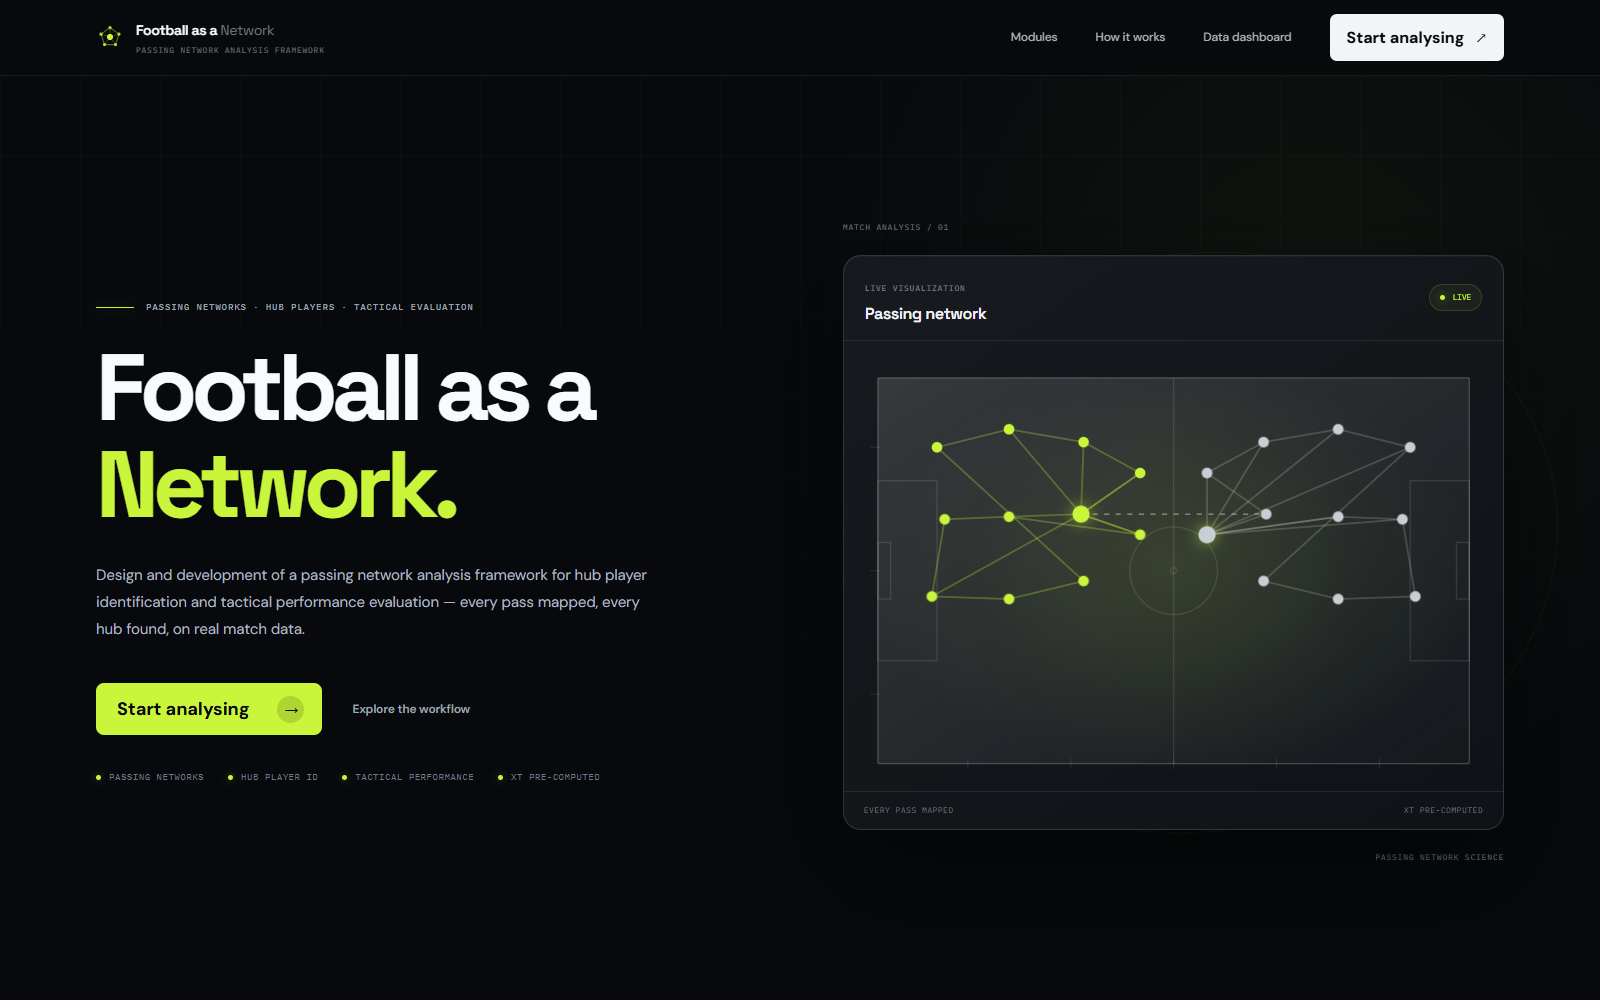 Football as a Network
PASSING NETWORK ANALYSIS FRAMEWORK
Modules
How it works
Data dashboard
Start analysing ↗
PASSING NETWORKS · HUB PLAYERS · TACTICAL EVALUATION
Football as a
Network.
Design and development of a passing network analysis framework for hub player
identification and tactical performance evaluation — every pass mapped, every
hub found, on real match data.
Start analysing →
Explore the workflow
PASSING NETWORKS
HUB PLAYER ID
TACTICAL PERFORMANCE
XT PRE-COMPUTED
MATCH ANALYSIS / 01
LIVE VISUALIZATION
Passing network
LIVE
EVERY PASS MAPPED
XT PRE-COMPUTED
PASSING NETWORK SCIENCE